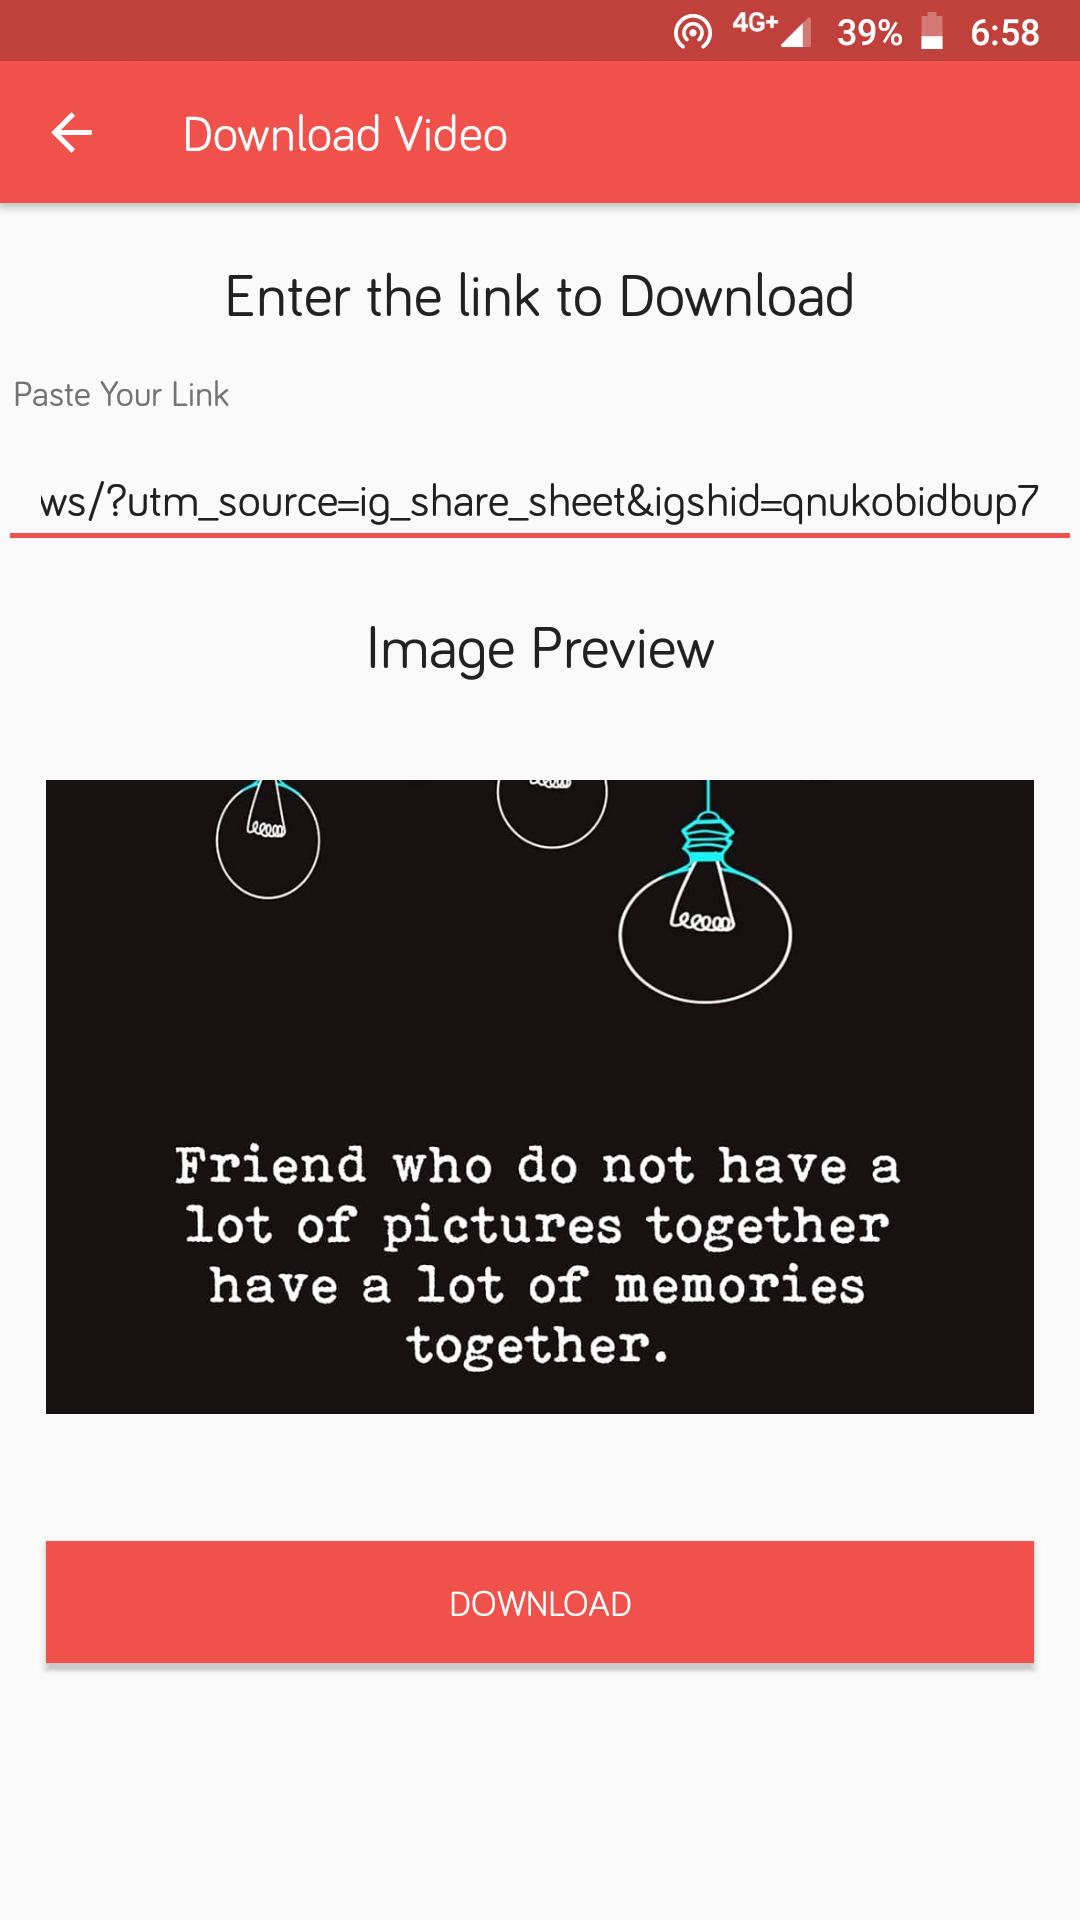 4G+ 39% 6:58
Download Video
Enter the link to Download
Paste Your Link
ws/?utm_source=ig_share_sheet&igshid=qnukobidbup7
Image Preview
Friend who do not have a
lot of pictures together
have a lot of memories
together.
DOWNLOAD